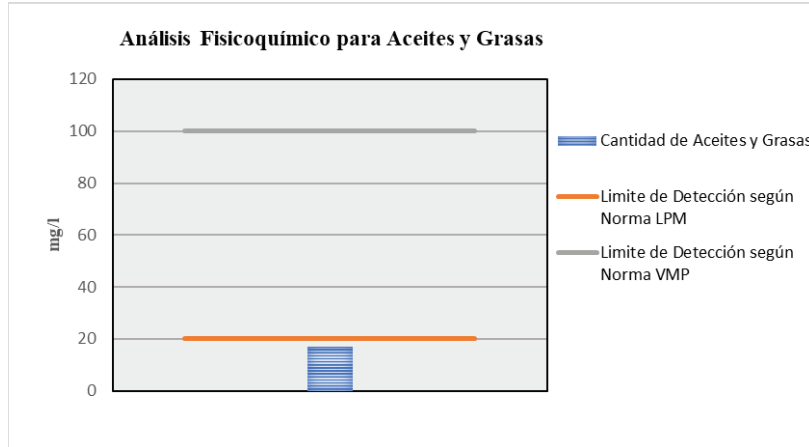 Análisis Fisicoquímico para Aceites y Grasas
120
100
80
60
40
20
0
mg/l
Cantidad de Aceites y Grasas
Limite de Detección según
Norma LPM
Limite de Detección según
Norma VMP